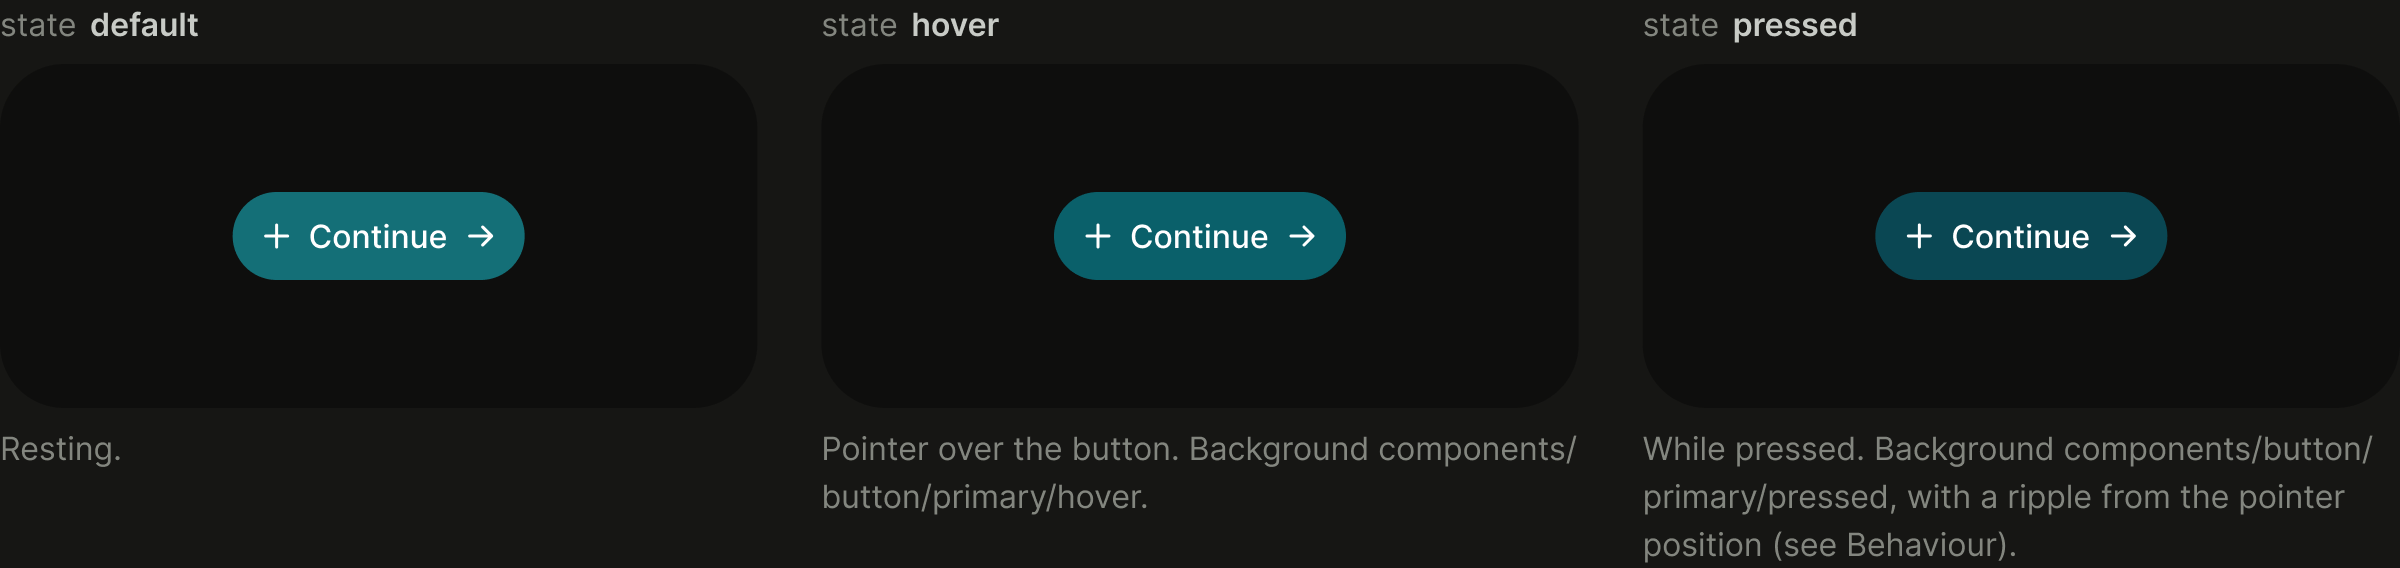 state default
Continue
Resting.
state hover
Continue
Pointer over the button. Background components/
button/primary/hover.
state pressed
Continue
While pressed. Background components/button/
primary/pressed, with a ripple from the pointer
position (see Behaviour).